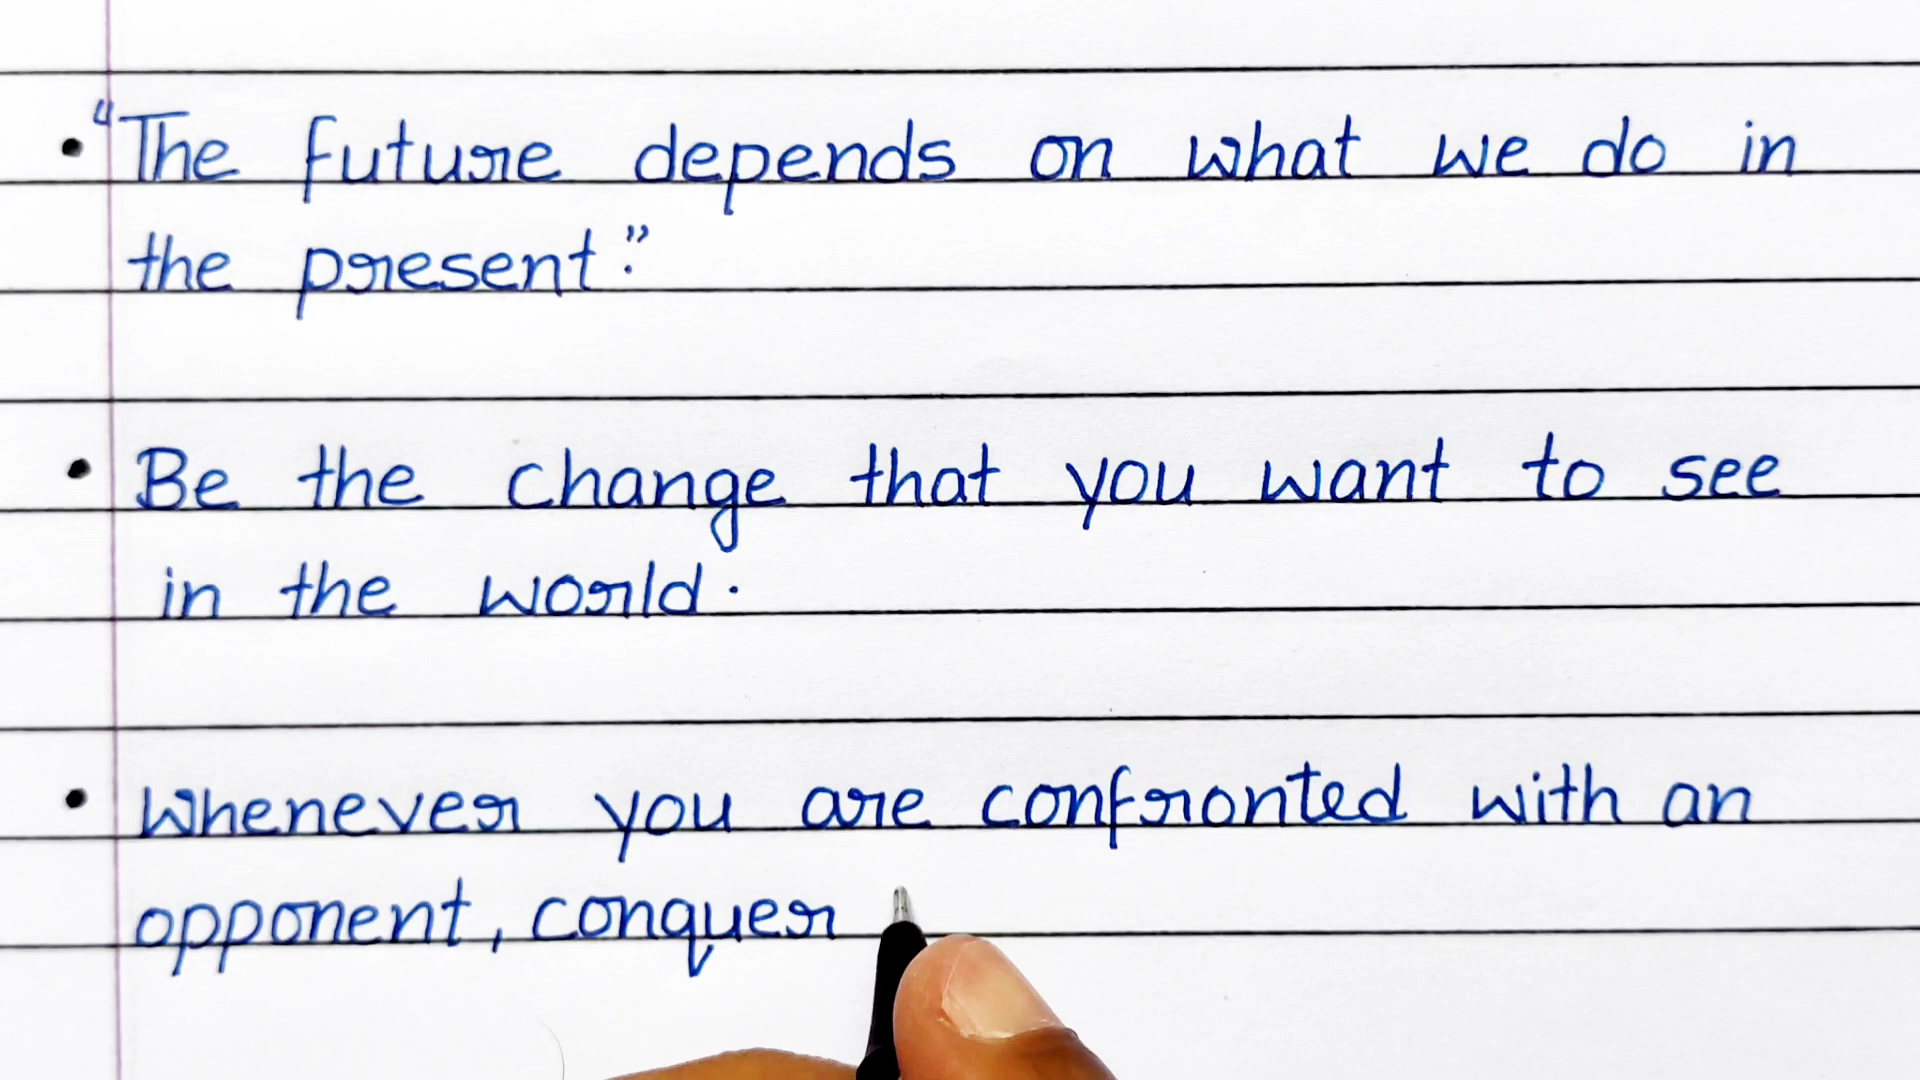 • “The future depends on what we do in
the present.”
• Be the change that you want to see
in the world.
• Whenever you are confronted with an
opponent, conquer